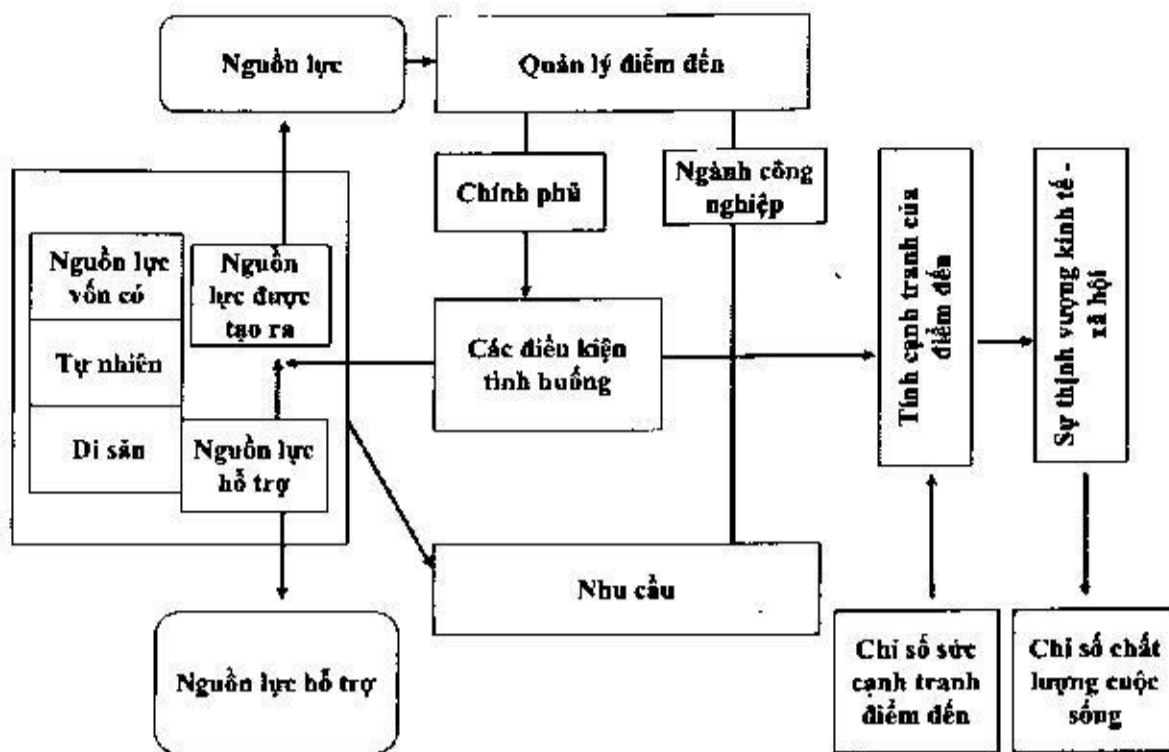 Nguồn lực
Quản lý điểm đến
Chính phủ
Ngành công
nghiệp
Nguồn lực
vốn có
Tự nhiên
Di sản
Nguồn
lực được
tạo ra
Nguồn lực
hỗ trợ
Các điều kiện
tình huống
Tính cạnh tranh của
điểm đến
Sự thịnh vượng kinh tế -
xã hội
Nhu cầu
Nguồn lực hỗ trợ
Chỉ số sức
cạnh tranh
điểm đến
Chỉ số chất
lượng cuộc
sống